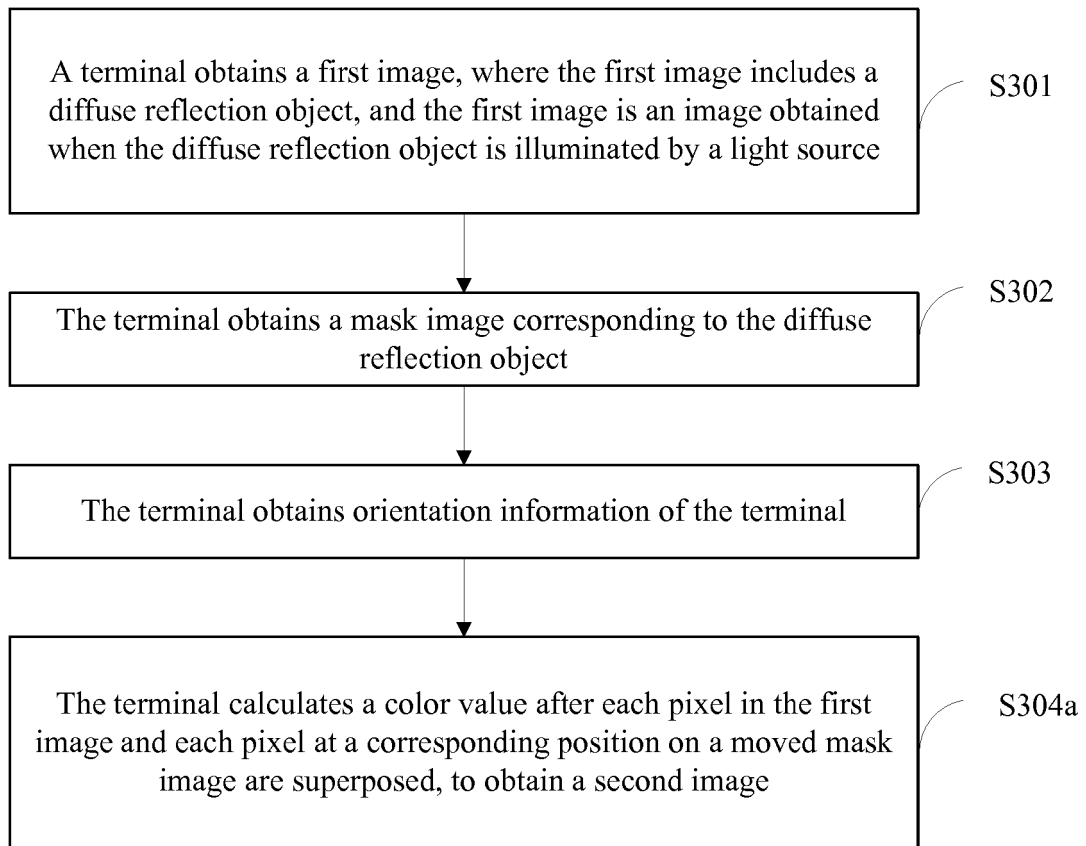 A terminal obtains a first image, where the first image includes a
diffuse reflection object, and the first image is an image obtained
when the diffuse reflection object is illuminated by a light source
S301
The terminal obtains a mask image corresponding to the diffuse
reflection object
S302
The terminal obtains orientation information of the terminal
S303
The terminal calculates a color value after each pixel in the first
image and each pixel at a corresponding position on a moved mask
image are superposed, to obtain a second image
S304a